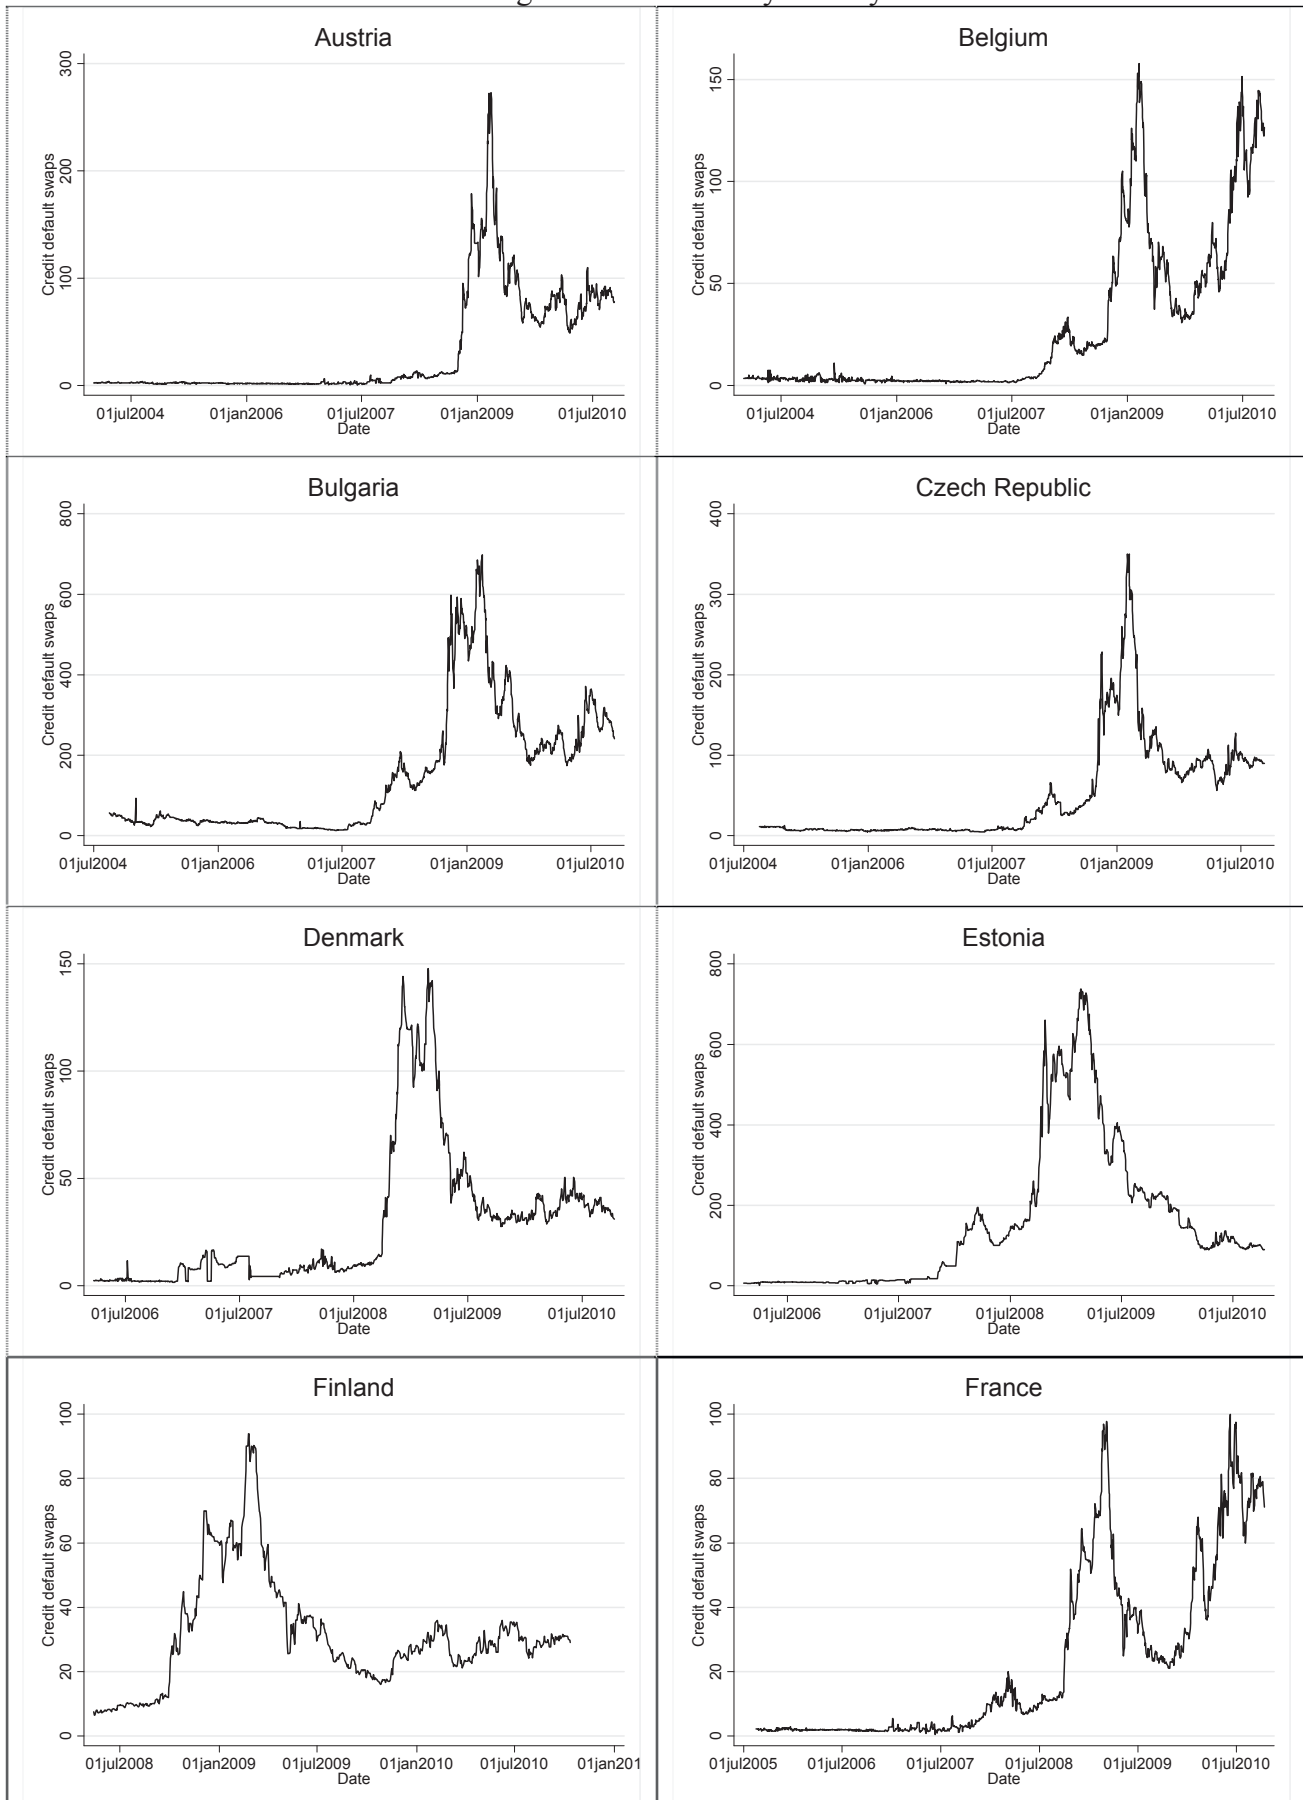 Austria
Credit default swaps
0 100 200 300
01jul2004 01jan2006 01jul2007 01jan2009 01jul2010
Date
Belgium
Credit default swaps
0 50 100 150
01jul2004 01jan2006 01jul2007 01jan2009 01jul2010
Date
Bulgaria
Credit default swaps
0 200 400 600 800
01jul2004 01jan2006 01jul2007 01jan2009 01jul2010
Date
Czech Republic
Credit default swaps
0 100 200 300 400
01jul2004 01jan2006 01jul2007 01jan2009 01jul2010
Date
Denmark
Credit default swaps
0 50 100 150
01jul2006 01jul2007 01jul2008 01jul2009 01jul2010
Date
Estonia
Credit default swaps
0 200 400 600 800
01jul2006 01jul2007 01jul2008 01jul2009 01jul2010
Date
Finland
Credit default swaps
0 20 40 60 80 100
01jul2008 01jan2009 01jul2009 01jan2010 01jul2010 01jan201
Date
France
Credit default swaps
0 20 40 60 80 100
01jul2005 01jul2006 01jul2007 01jul2008 01jul2009 01jul2010
Date